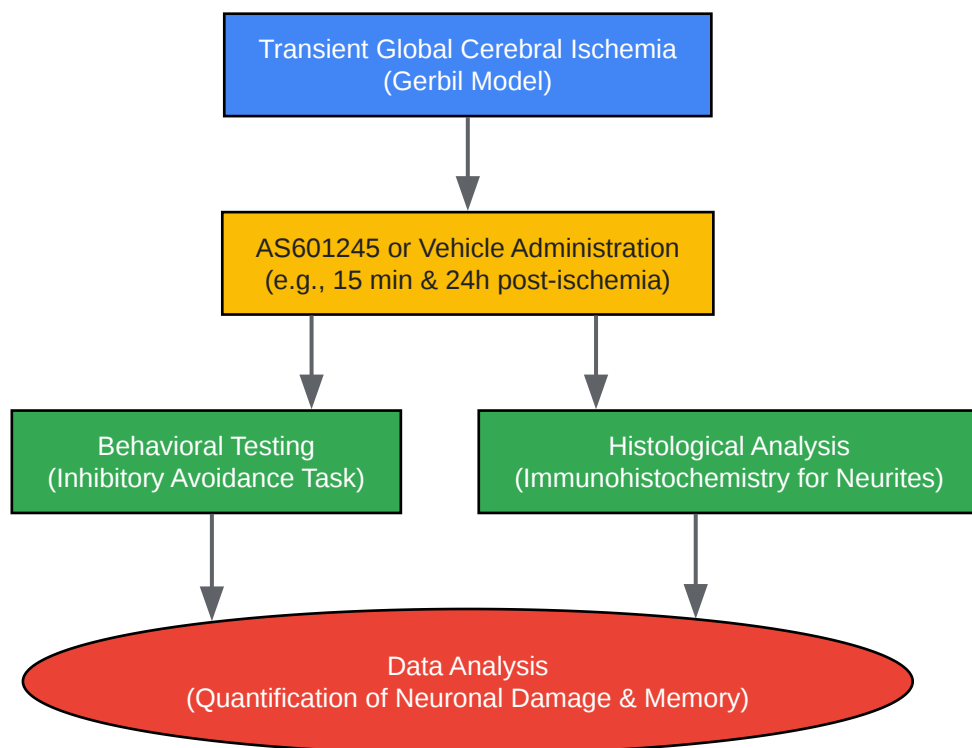 Transient Global Cerebral Ischemia
(Gerbil Model)
AS601245 or Vehicle Administration
(e.g., 15 min & 24h post-ischemia)
Behavioral Testing
(Inhibitory Avoidance Task)
Histological Analysis
(Immunohistochemistry for Neurites)
Data Analysis
(Quantification of Neuronal Damage & Memory)